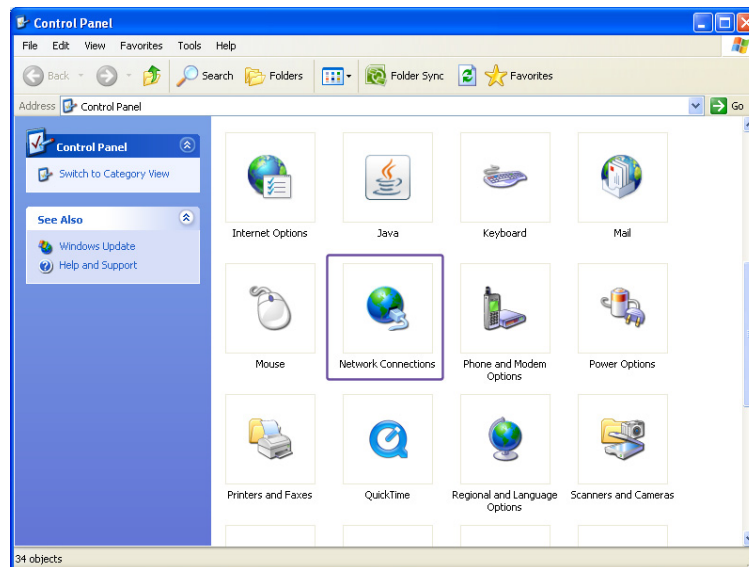 Control Panel
File Edit View Favorites Tools Help
Back Search Folders Folder Sync Favorites
Address Control Panel Go
Control Panel
Switch to Category View
See Also
Windows Update
Help and Support
Internet Options Java Keyboard Mail
Mouse Network Connections Phone and Modem Options Power Options
Printers and Faxes QuickTime Regional and Language Options Scanners and Cameras
34 objects